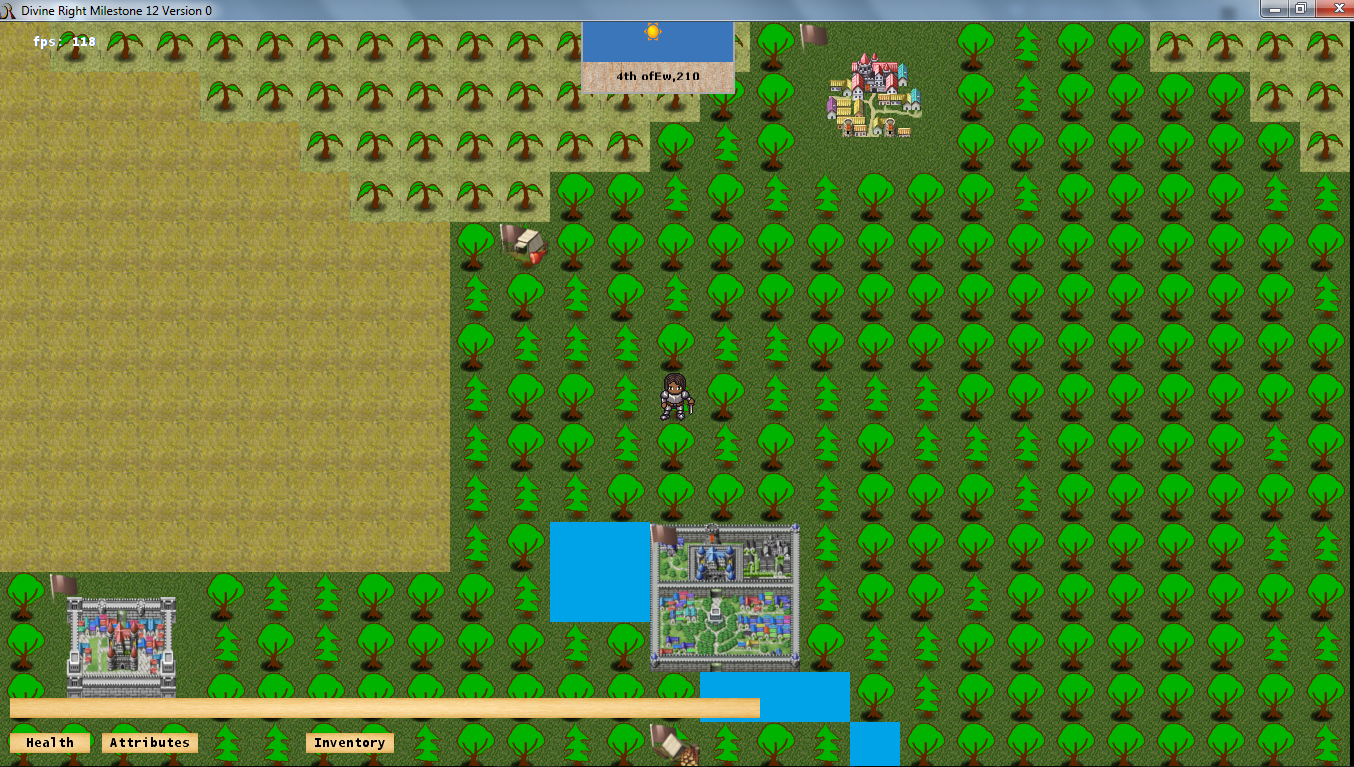 Divine Right Milestone 12 Version 0
fps: 118
4th ofEw,210
Health
Attributes
Inventory